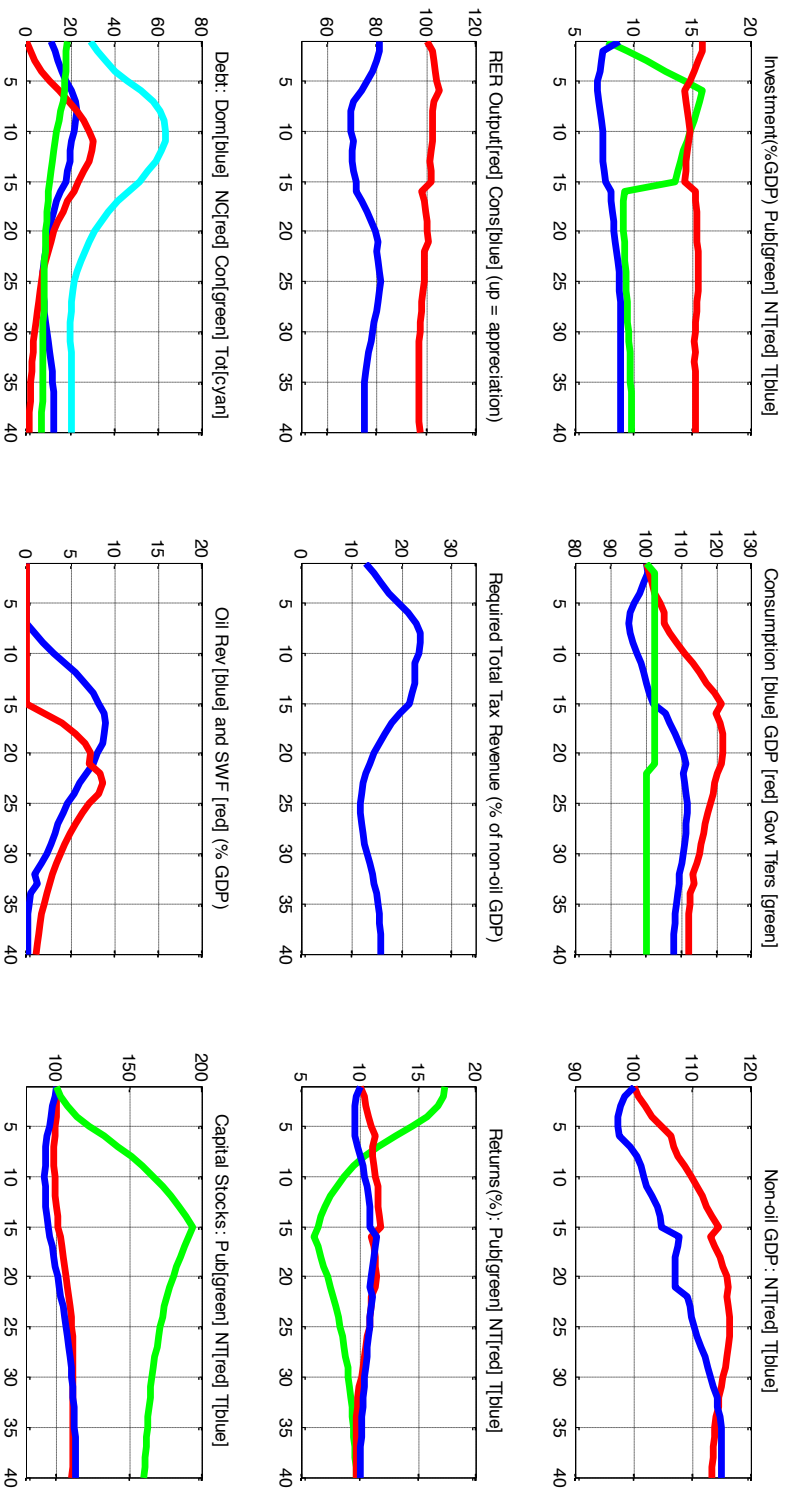 Investment(%GDP) Pub[green] NT[red] T[blue]
20
15
10
5
5 10 15 20 25 30 35 40
Consumption [blue] GDP [red] Govt Tfers [green]
130
120
110
100
90
80
5 10 15 20 25 30 35 40
Non-oil GDP: NT[red] T[blue]
120
110
100
90
5 10 15 20 25 30 35 40
RER Output[red] Cons[blue] (up = appreciation)
120
100
80
60
5 10 15 20 25 30 35 40
Required Total Tax Revenue (% of non-oil GDP)
30
20
10
0
5 10 15 20 25 30 35 40
Returns(%): Pub[green] NT[red] T[blue]
20
15
10
5
5 10 15 20 25 30 35 40
Debt: Dom[blue] NC[red] Con[green] Tot[cyan]
80
60
40
20
0
5 10 15 20 25 30 35 40
Oil Rev [blue] and SWF [red] (% GDP)
20
15
10
5
0
5 10 15 20 25 30 35 40
Capital Stocks: Pub[green] NT[red] T[blue]
200
150
100
5 10 15 20 25 30 35 40